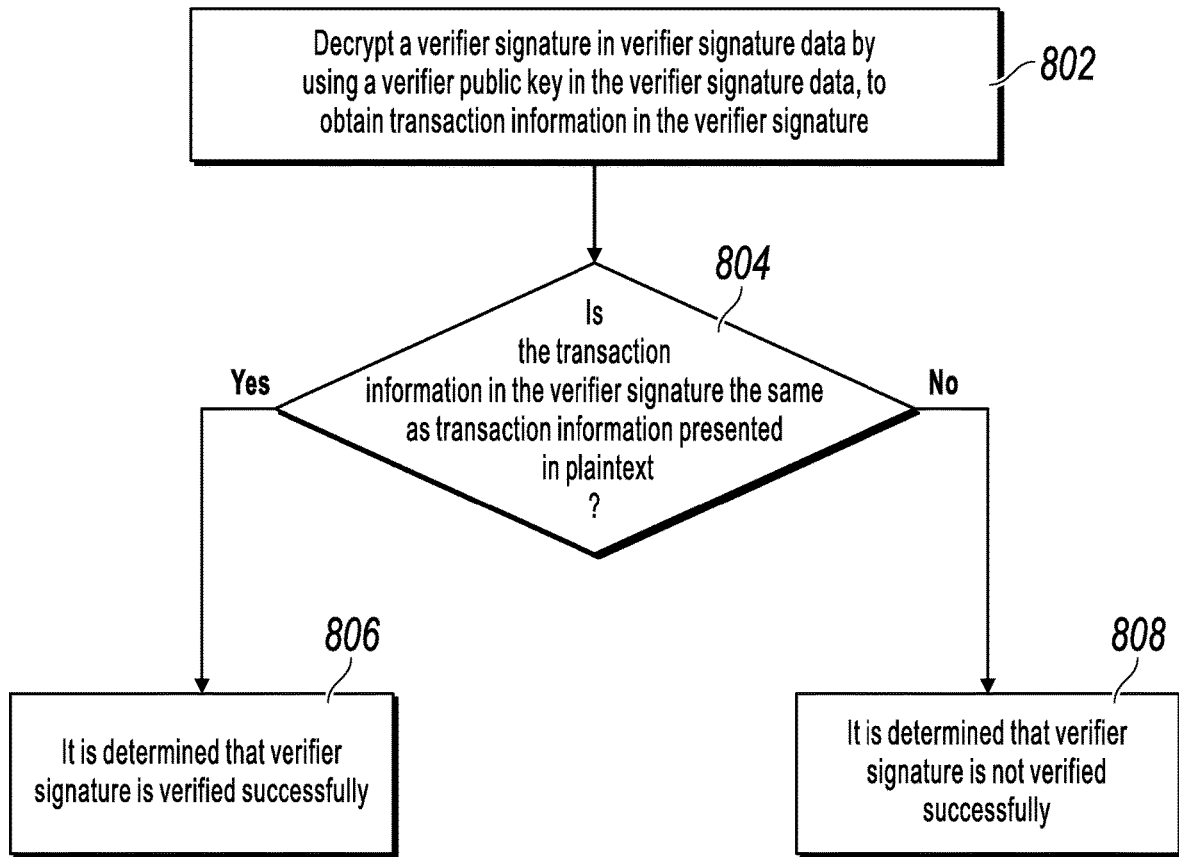 Decrypt a verifier signature in verifier signature data by
using a verifier public key in the verifier signature data, to
obtain transaction information in the verifier signature
802
804
Is
the transaction
information in the verifier signature the same
as transaction information presented
in plaintext
?
Yes
No
806
It is determined that verifier
signature is verified successfully
808
It is determined that verifier
signature is not verified
successfully